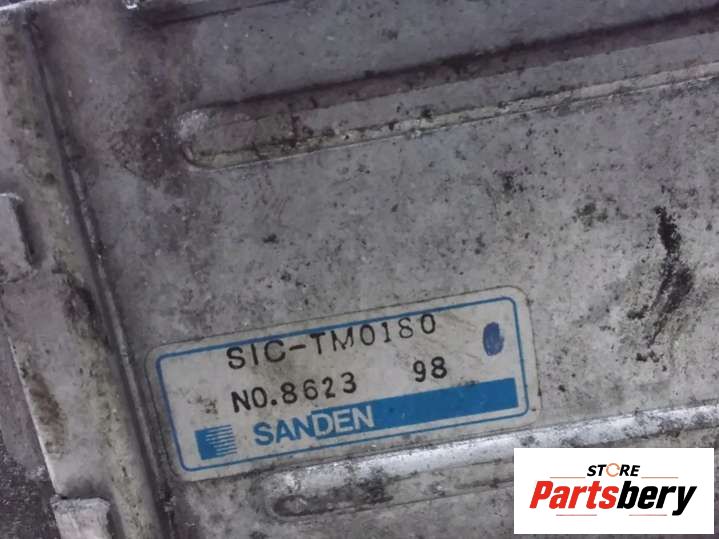 SIC-TM0180
NO.8623 98
SANDEN
STORE
Partsbery